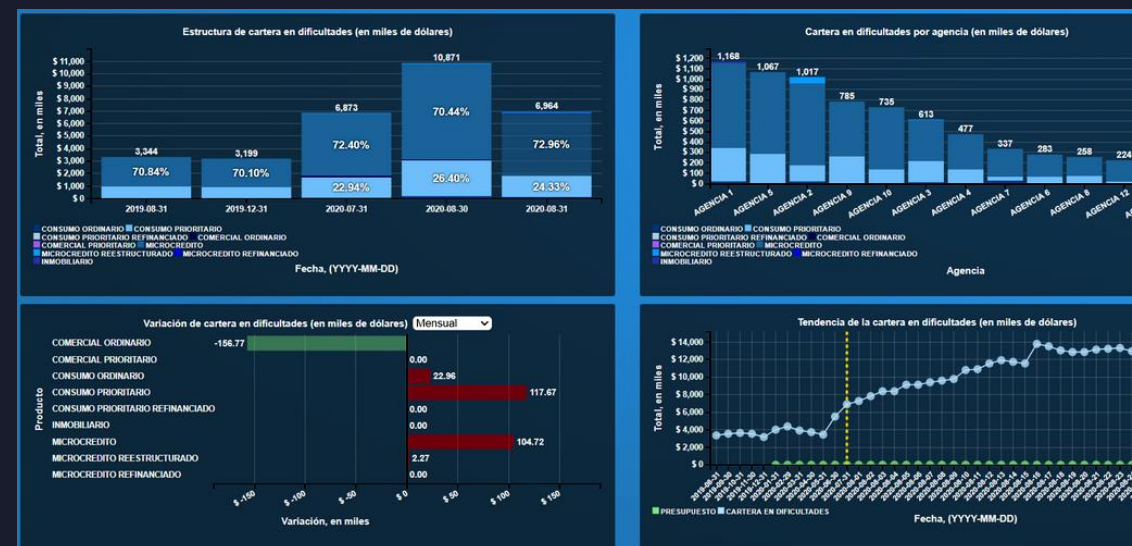 Estructura de cartera en dificultades (en miles de dólares)
Total, en miles
$ 11,000
$ 10,000
$ 9,000
$ 8,000
$ 7,000
$ 6,000
$ 5,000
$ 4,000
$ 3,000
$ 2,000
$ 1,000
$ 0
3,344
70.84%
3,199
70.10%
6,873
72.40%
22.94%
10,871
70.44%
26.40%
6,964
72.96%
24.33%
2019-08-31 2019-12-31 2020-07-31 2020-08-30 2020-08-31
CONSUMO ORDINARIO CONSUMO PRIORITARIO
CONSUMO PRIORITARIO REFINANCIADO COMERCIAL ORDINARIO
COMERCIAL PRIORITARIO MICROCREDITO
MICROCREDITO REESTRUCTURADO MICROCREDITO REFINANCIADO
INMOBILIARIO
Fecha, (YYYY-MM-DD)
Cartera en dificultades por agencia (en miles de dólares)
Total, en miles
$ 1,200
$ 1,100
$ 1,000
$ 900
$ 800
$ 700
$ 600
$ 500
$ 400
$ 300
$ 200
$ 100
$ 0
1,168 1,067 1,017 785 735 613 477 337 283 258 224
AGENCIA 1 AGENCIA 5 AGENCIA 2 AGENCIA 9 AGENCIA 10 AGENCIA 3 AGENCIA 4 AGENCIA 7 AGENCIA 6 AGENCIA 8 AGENCIA 12
CONSUMO ORDINARIO CONSUMO PRIORITARIO
CONSUMO PRIORITARIO REFINANCIADO COMERCIAL ORDINARIO
COMERCIAL PRIORITARIO MICROCREDITO
MICROCREDITO REESTRUCTURADO MICROCREDITO REFINANCIADO
INMOBILIARIO
Agencia
Variación de cartera en dificultades (en miles de dólares) Mensual
Producto
COMERCIAL ORDINARIO -156.77
COMERCIAL PRIORITARIO 0.00
CONSUMO ORDINARIO 22.96
CONSUMO PRIORITARIO 117.67
CONSUMO PRIORITARIO REFINANCIADO 0.00
INMOBILIARIO 0.00
MICROCREDITO 104.72
MICROCREDITO REESTRUCTURADO 2.27
MICROCREDITO REFINANCIADO 0.00
$ -150 $ -100 $ -50 $ 0 $ 50 $ 100 $ 150
Variación, en miles
Tendencia de la cartera en dificultades (en miles de dólares)
Total, en miles
$ 14,000
$ 12,000
$ 10,000
$ 8,000
$ 6,000
$ 4,000
$ 2,000
$ 0
PRESUPUESTO CARTERA EN DIFICULTADES
Fecha, (YYYY-MM-DD)